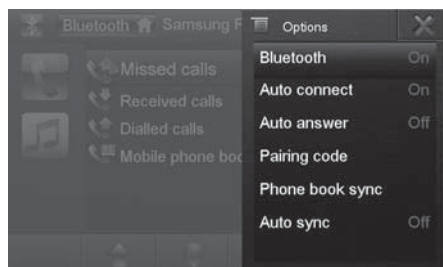 Bluetooth Samsung
Missed calls
Received calls
Dialled calls
Mobile phone
Options
Bluetooth On
Auto connect On
Auto answer Off
Pairing code
Phone book sync
Auto sync Off